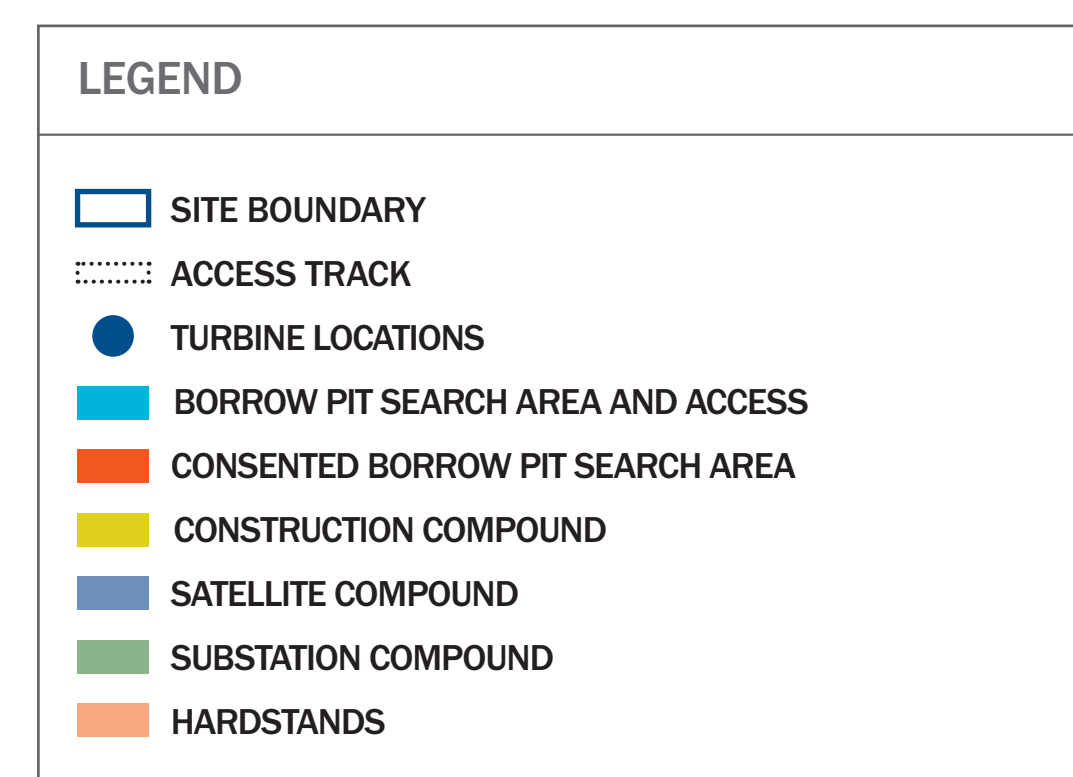 LEGEND
SITE BOUNDARY
ACCESS TRACK
TURBINE LOCATIONS
BORROW PIT SEARCH AREA AND ACCESS
CONSENTED BORROW PIT SEARCH AREA
CONSTRUCTION COMPOUND
SATELLITE COMPOUND
SUBSTATION COMPOUND
HARDSTANDS